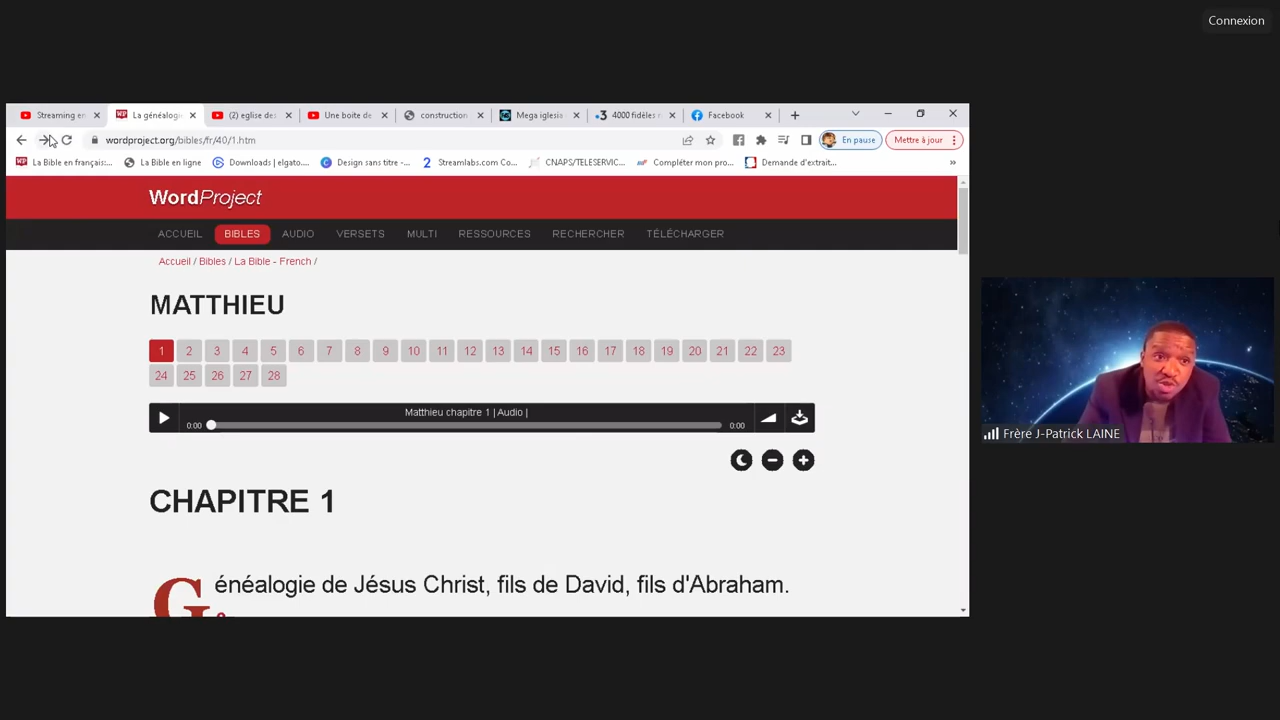 Connexion
Streaming en
La généalogi
(2) eglise des
Une boite de
construction
Mega iglesia
4000 fidèles r
Facebook
wordproject.org/bibles/fr/40/1.htm
En pause
Mettre à jour
La Bible en français:...
La Bible en ligne
Downloads | elgato....
Design sans titre -...
Streamlabs.com Co...
CNAPS/TELESERVIC...
Compléter mon pro...
Demande d'extrait...
»
WordProject
ACCUEIL BIBLES AUDIO VERSETS MULTI RESSOURCES RECHERCHER TÉLÉCHARGER
Accueil / Bibles / La Bible - French /
MATTHIEU
1 2 3 4 5 6 7 8 9 10 11 12 13 14 15 16 17 18 19 20 21 22 23
24 25 26 27 28
Matthieu chapitre 1 | Audio |
0:00 0:00
Frère J-Patrick LAINE
CHAPITRE 1
Généalogie de Jésus Christ, fils de David, fils d'Abraham.